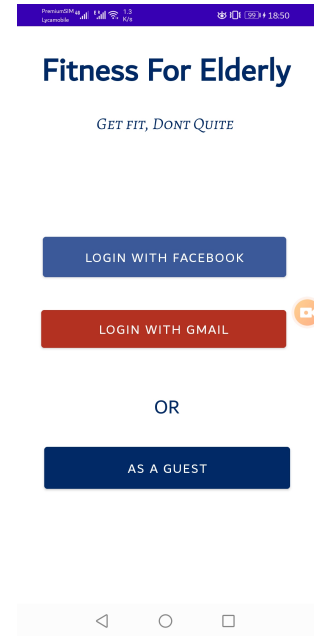 PremiumSIM 46 1.3
Lycamobile K/s 99 18:50
Fitness For Elderly
Get fit, Dont Quite
LOGIN WITH FACEBOOK
LOGIN WITH GMAIL
OR
AS A GUEST